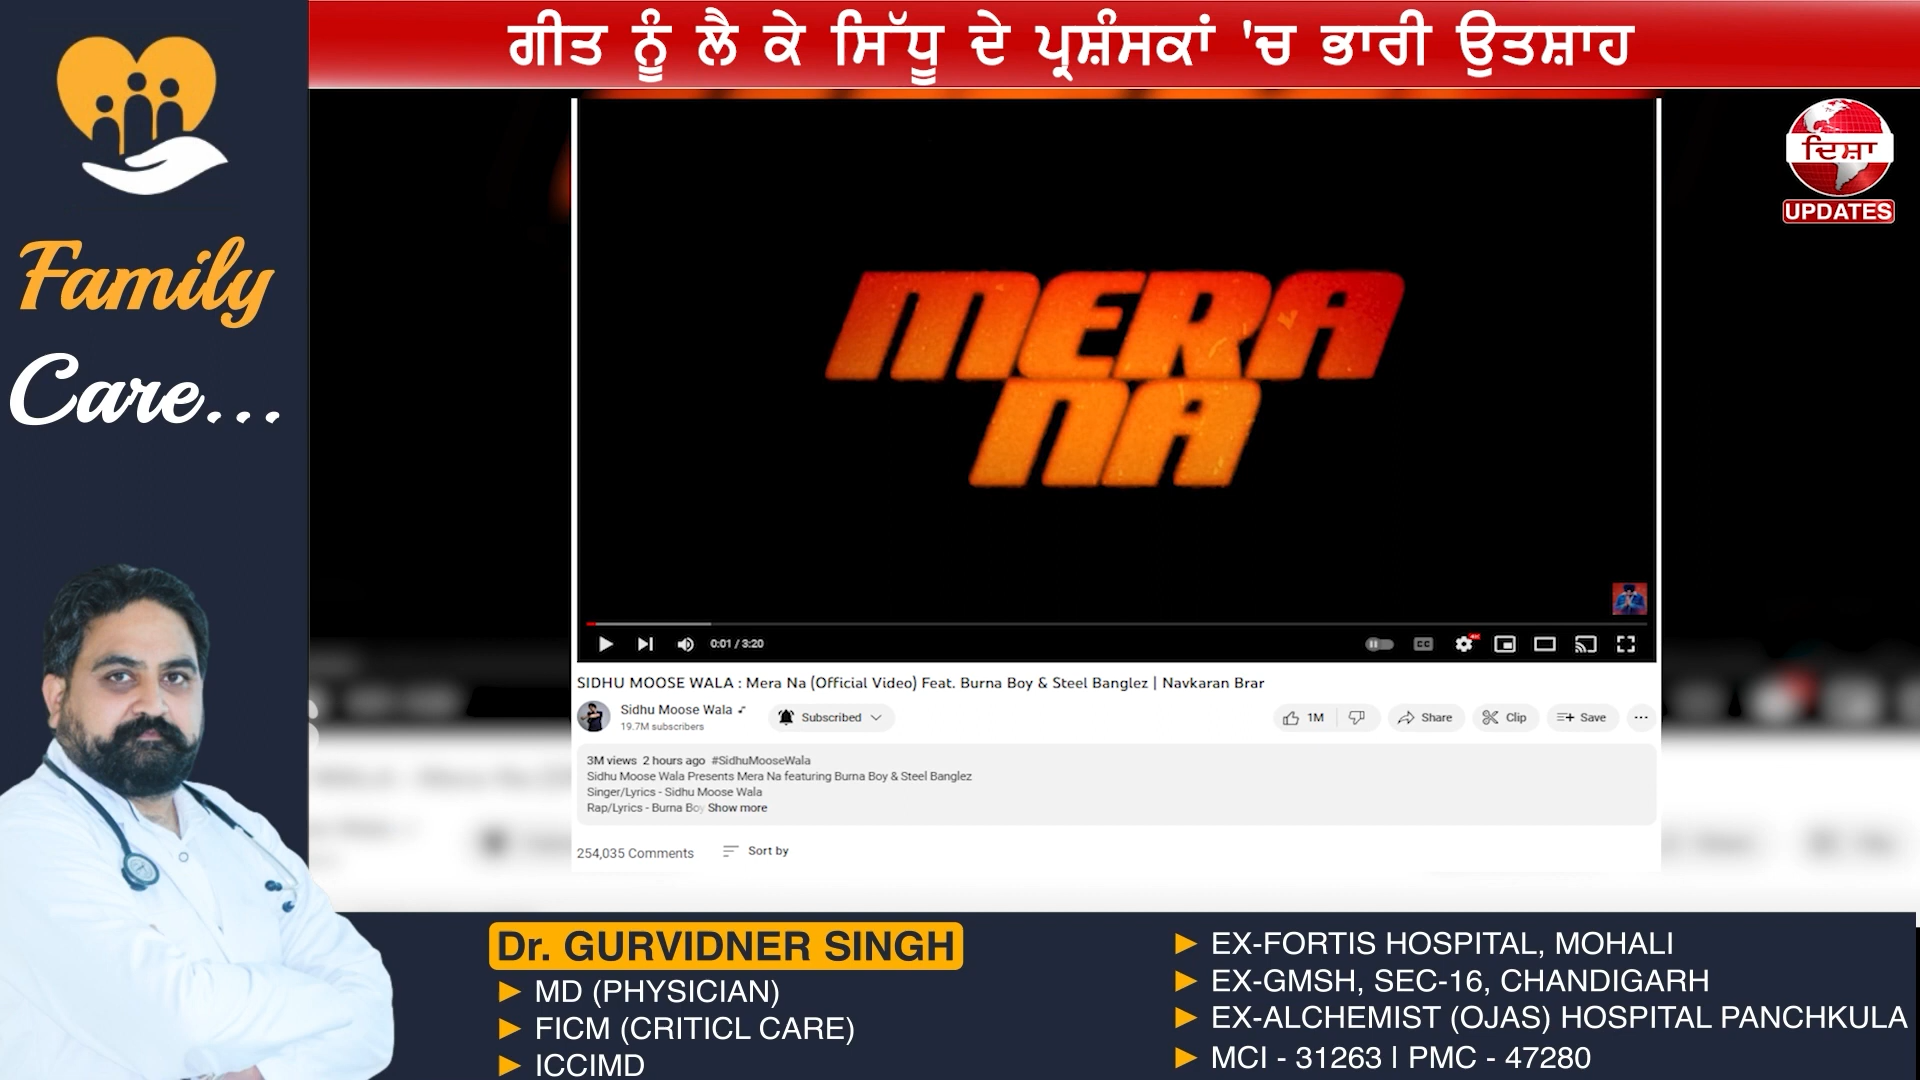 ਗੀਤ ਨੂੰ ਲੈ ਕੇ ਸਿੱਧੂ ਦੇ ਪ੍ਰਸ਼ੰਸਕਾਂ 'ਚ ਭਾਰੀ ਉਤਸ਼ਾਹ
ਦਿਸ਼ਾ
UPDATES
Family
Care...
MERA
NA
0:01 / 3:20
CC
SIDHU MOOSE WALA : Mera Na (Official Video) Feat. Burna Boy & Steel Banglez | Navkaran Brar
Sidhu Moose Wala
19.7M subscribers
Subscribed
1M
Share
Clip
Save
3M views 2 hours ago #SidhuMooseWala
Sidhu Moose Wala Presents Mera Na featuring Burna Boy & Steel Banglez
Singer/Lyrics - Sidhu Moose Wala
Rap/Lyrics - Burna Boy Show more
254,035 Comments
Sort by
Dr. GURVIDNER SINGH
MD (PHYSICIAN)
FICM (CRITICL CARE)
ICCIMD
EX-FORTIS HOSPITAL, MOHALI
EX-GMSH, SEC-16, CHANDIGARH
EX-ALCHEMIST (OJAS) HOSPITAL PANCHKULA
MCI - 31263 | PMC - 47280